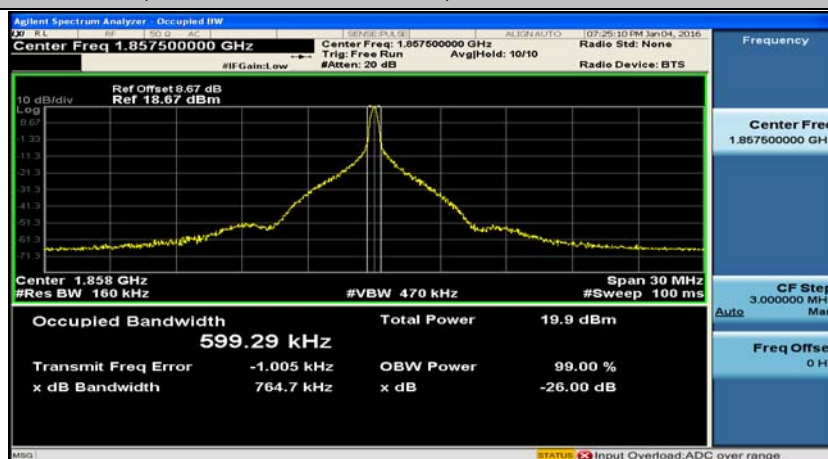 Agilent Spectrum Analyzer - Occupied BW
RL RF 50 Ω AC SENSE:PULSE ALIGN AUTO 07:25:10 PM Jan 04, 2016
Center Freq 1.857500000 GHz Center Freq: 1.857500000 GHz Radio Std: None
Trig: Free Run Avg|Hold: 10/10
#IFGain:Low #Atten: 20 dB Radio Device: BTS
Ref Offset 8.67 dB
10 dB/div Ref 18.67 dBm
Log
8.67
-1.33
-11.3
-21.3
-31.3
-41.3
-51.3
-61.3
-71.3
Center 1.858 GHz Span 30 MHz
#Res BW 160 kHz #VBW 470 kHz #Sweep 100 ms
Occupied Bandwidth Total Power 19.9 dBm
599.29 kHz
Transmit Freq Error -1.005 kHz OBW Power 99.00 %
x dB Bandwidth 764.7 kHz x dB -26.00 dB
MSG STATUS Input Overload;ADC over range
Frequency
Center Fre
1.857500000 GH
CF Step
3.000000 MH
Auto Ma
Freq Offse
0 H